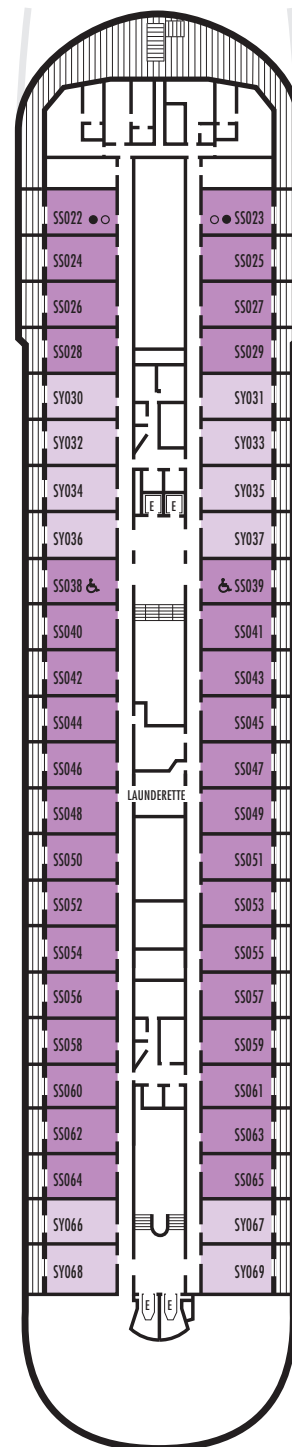 SS022 SS023
SS024 SS025
SS026 SS027
SS028 SS029
SY030 SY031
SY032 SY033
SY034 SY035
E E
SY036 SY037
SS038 SS039
SS040 SS041
SS042 SS043
SS044 SS045
SS046 SS047
LAUNDERETTE
SS048 SS049
SS050 SS051
SS052 SS053
SS054 SS055
SS056 SS057
SS058 SS059
SS060 SS061
SS062 SS063
SS064 SS065
SY066 SY067
SY068 SY069
E E